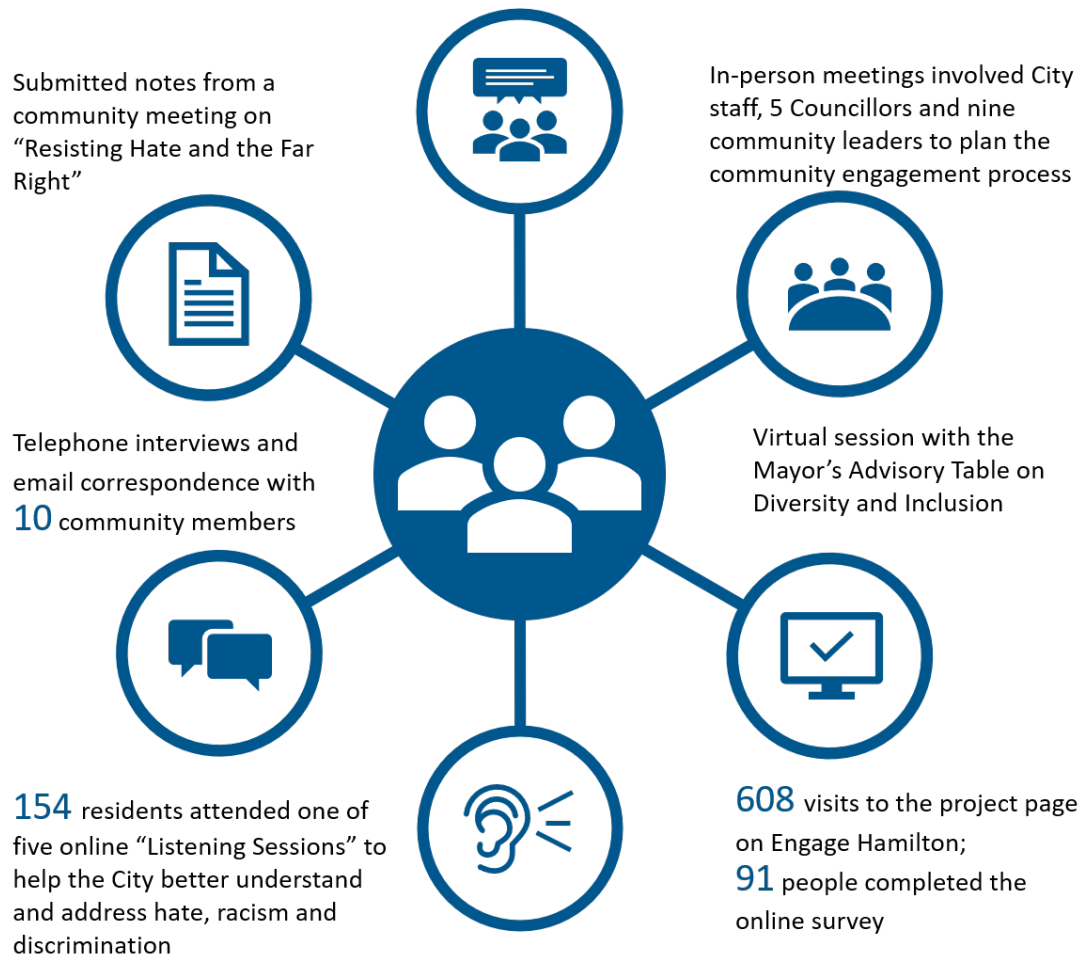 Submitted notes from a
community meeting on
“Resisting Hate and the Far
Right”
In-person meetings involved City
staff, 5 Councillors and nine
community leaders to plan the
community engagement process
Telephone interviews and
email correspondence with
10 community members
Virtual session with the
Mayor’s Advisory Table on
Diversity and Inclusion
154 residents attended one of
five online “Listening Sessions” to
help the City better understand
and address hate, racism and
discrimination
608 visits to the project page
on Engage Hamilton;
91 people completed the
online survey